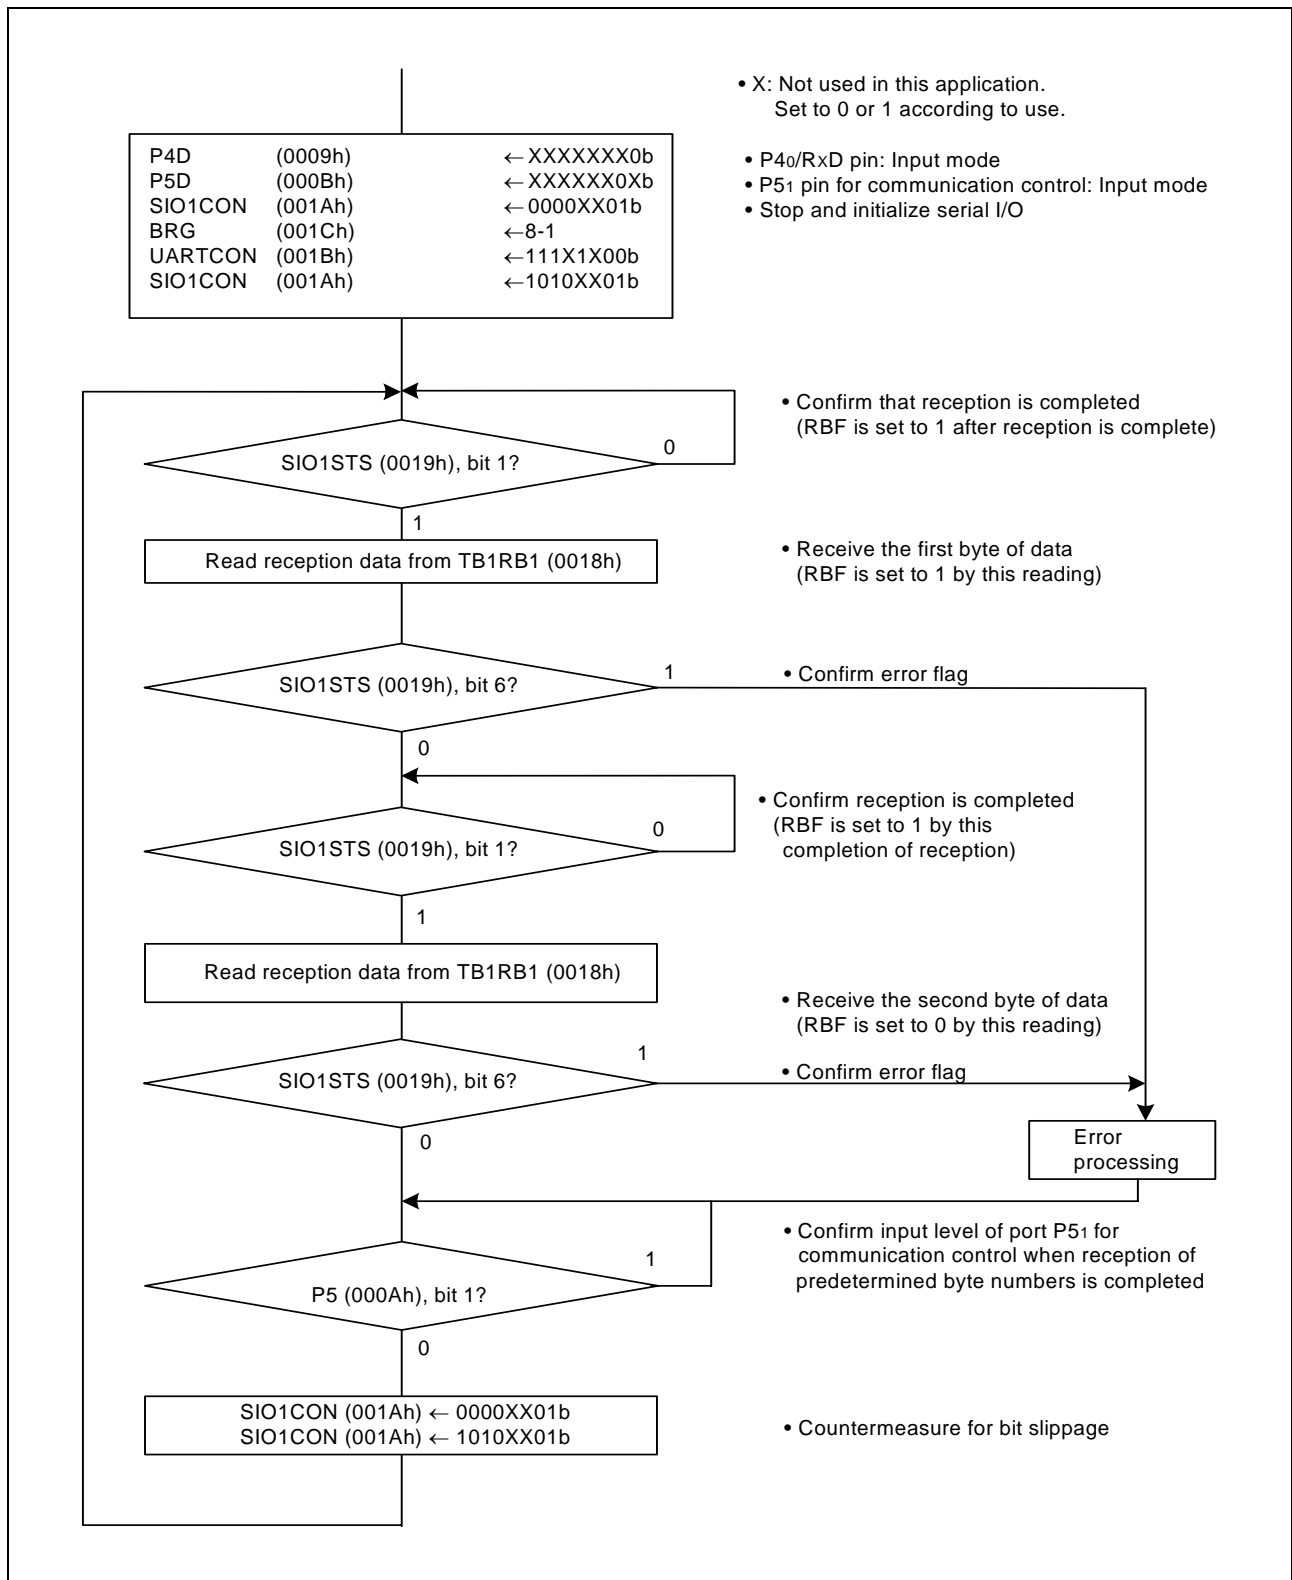 • X: Not used in this application.
Set to 0 or 1 according to use.
P4D (0009h) ← XXXXXXX0b
P5D (000Bh) ← XXXXXX0Xb
SIO1CON (001Ah) ← 0000XX01b
BRG (001Ch) ← 8-1
UARTCON (001Bh) ← 111X1X00b
SIO1CON (001Ah) ← 1010XX01b
• P40/RxD pin: Input mode
• P51 pin for communication control: Input mode
• Stop and initialize serial I/O
• Confirm that reception is completed
(RBF is set to 1 after reception is complete)
SIO1STS (0019h), bit 1?
0
1
Read reception data from TB1RB1 (0018h)
• Receive the first byte of data
(RBF is set to 1 by this reading)
SIO1STS (0019h), bit 6?
1
• Confirm error flag
0
• Confirm reception is completed
(RBF is set to 1 by this
completion of reception)
SIO1STS (0019h), bit 1?
0
1
Read reception data from TB1RB1 (0018h)
• Receive the second byte of data
(RBF is set to 0 by this reading)
SIO1STS (0019h), bit 6?
1
• Confirm error flag
0
Error
processing
• Confirm input level of port P51 for
communication control when reception of
predetermined byte numbers is completed
P5 (000Ah), bit 1?
1
0
SIO1CON (001Ah) ← 0000XX01b
SIO1CON (001Ah) ← 1010XX01b
• Countermeasure for bit slippage